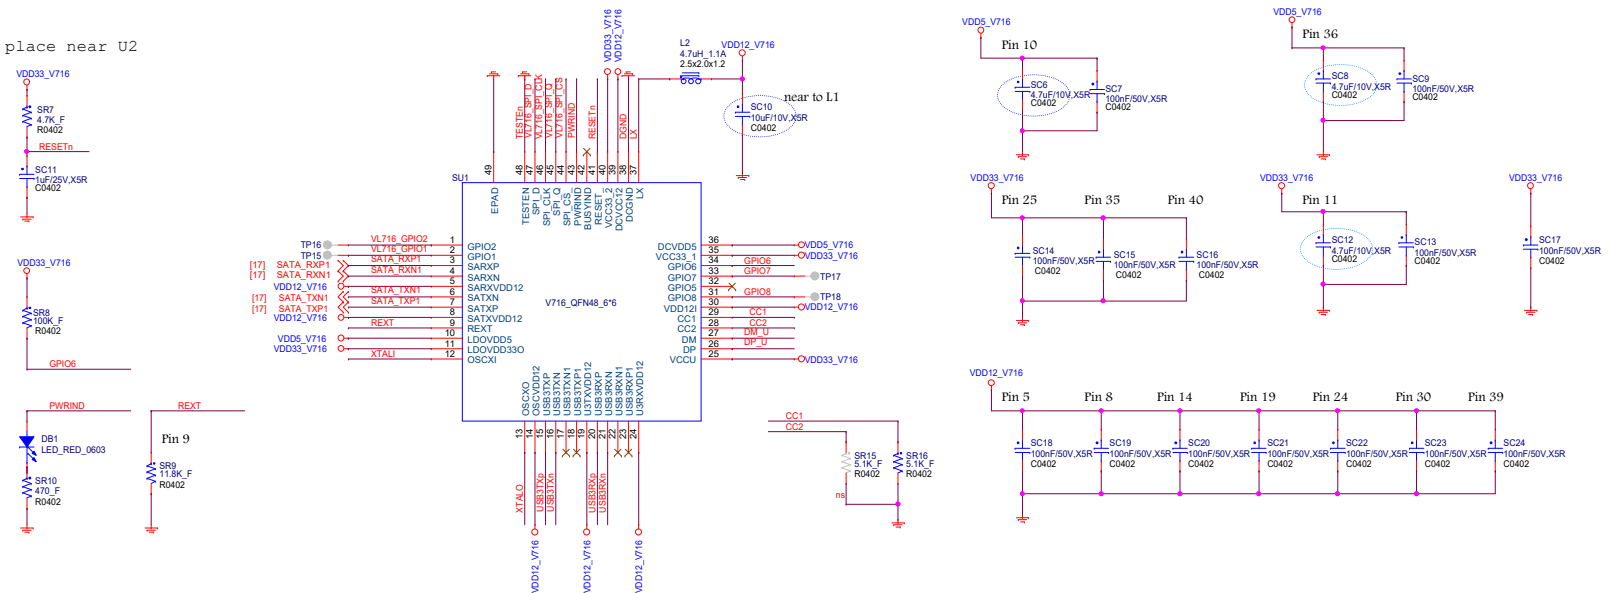 place near U2
VDD33_V716
SR7
4.7K_F
R0402
RESETn
SC11
1uF/25V,X5R
C0402
VDD33_V716
SR8
100K_F
R0402
GPIO6
PWRIND
DB1
LED_RED_0603
SR10
470_F
R0402
REXT
Pin 9
SR9
11.8K_F
R0402
VDD33_V716
VDD12_V716
L2
4.7uH_1.1A
2.5x2.0x1.2
VDD12_V716
SC10
10uF/10V,X5R
C0402
near to L1
TESTEn
VL716_SPI_D
VL716_SPI_CLK
VL716_SPI_Q
VL716_SPI_CS
PWRIND
RESETn
DGND
LX
49
48
47
46
45
44
43
42
41
40
39
38
37
SU1
EPAD
TESTEN
SPI_D
SPI_CLK
SPI_Q
SPI_CS_
PWRIND
BUSYIND
RESET_
VCC33_2
DCVCC12
DCGND
LX
TP16 VL716_GPIO2 1 GPIO2
TP15 VL716_GPIO1 2 GPIO1
[17] SATA_RXP1 SATA_RXP1 3 SARXP
[17] SATA_RXN1 SATA_RXN1 4 SARXN
VDD12_V716 5 SARXVDD12
[17] SATA_TXN1 SATA_TXN1 6 SATXN
[17] SATA_TXP1 SATA_TXP1 7 SATXP
VDD12_V716 8 SATXVDD12
REXT 9 REXT
VDD5_V716 10 LDOVDD5
VDD33_V716 11 LDOVDD33O
XTALI 12 OSCXI
V716_QFN48_6*6
DCVDD5 36 VDD5_V716
VCC33_1 35 VDD33_V716
GPIO6 34 GPIO6
GPIO7 33 GPIO7 TP17
GPIO5 32
GPIO8 31 GPIO8 TP18
VDD12I 30 VDD12_V716
CC1 29 CC1
CC2 28 CC2
DM 27 DM_U
DP 26 DP_U
VCCU 25 VDD33_V716
OSCXO
OSCVDD12
USB3TXP
USB3TXN
USB3TXN1
USB3TXP1
U3TXVDD12
USB3RXP
USB3RXN
USB3RXN1
USB3RXP1
U3RXVDD12
13
14
15
16
17
18
19
20
21
22
23
24
XTALO
USB3TXp
USB3TXn
USB3RXp
USB3RXn
VDD12_V716
VDD12_V716
VDD12_V716
CC1
CC2
SR15
5.1K_F
R0402
ns
SR16
5.1K_F
R0402
VDD5_V716
Pin 10
SC6
4.7uF/10V,X5R
C0402
SC7
100nF/50V,X5R
C0402
VDD5_V716
Pin 36
SC8
4.7uF/10V,X5R
C0402
SC9
100nF/50V,X5R
C0402
VDD33_V716
Pin 25
Pin 35
Pin 40
SC14
100nF/50V,X5R
C0402
SC15
100nF/50V,X5R
C0402
SC16
100nF/50V,X5R
C0402
VDD33_V716
Pin 11
SC12
4.7uF/10V,X5R
C0402
SC13
100nF/50V,X5R
C0402
VDD33_V716
SC17
100nF/50V,X5R
C0402
VDD12_V716
Pin 5
Pin 8
Pin 14
Pin 19
Pin 24
Pin 30
Pin 39
SC18
100nF/50V,X5R
C0402
SC19
100nF/50V,X5R
C0402
SC20
100nF/50V,X5R
C0402
SC21
100nF/50V,X5R
C0402
SC22
100nF/50V,X5R
C0402
SC23
100nF/50V,X5R
C0402
SC24
100nF/50V,X5R
C0402